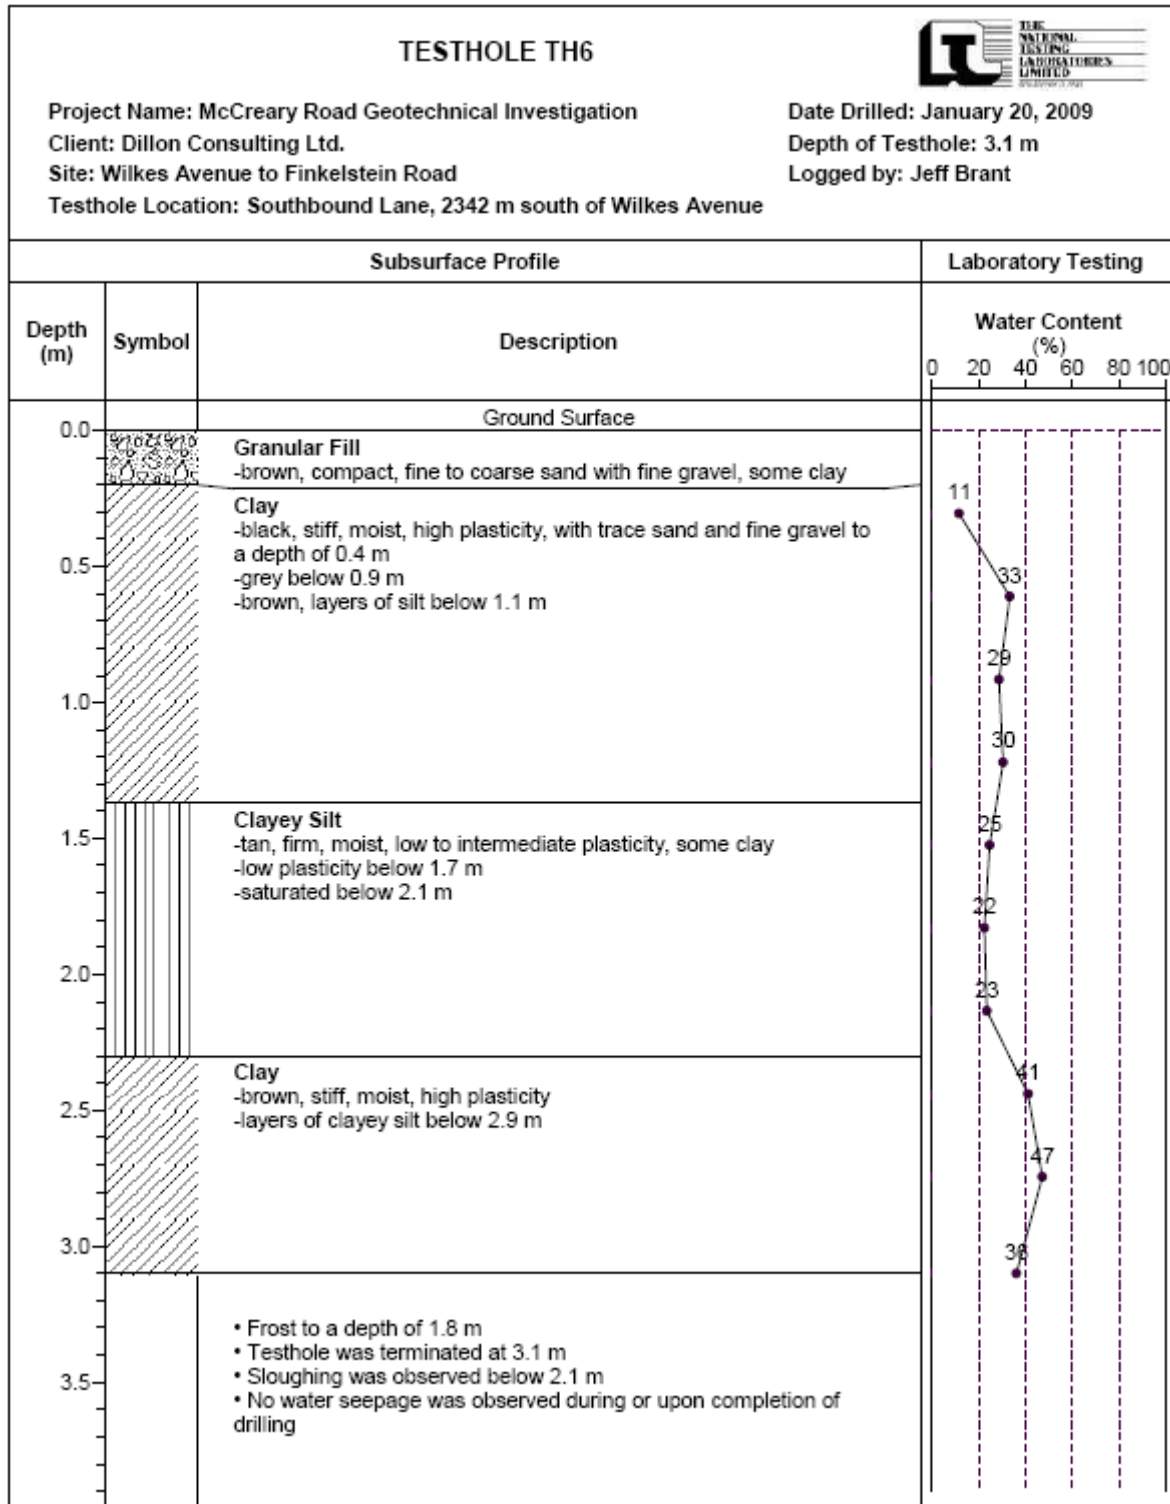 TESTHOLE TH6
THE
NATIONAL
TESTING
LABORATORIES
LIMITED
Project Name: McCreary Road Geotechnical Investigation
Date Drilled: January 20, 2009
Client: Dillon Consulting Ltd.
Depth of Testhole: 3.1 m
Site: Wilkes Avenue to Finkelstein Road
Logged by: Jeff Brant
Testhole Location: Southbound Lane, 2342 m south of Wilkes Avenue
Subsurface Profile
Laboratory Testing
Depth
(m)
Symbol
Description
Water Content
(%)
0 20 40 60 80 100
Ground Surface
0.0
Granular Fill
-brown, compact, fine to coarse sand with fine gravel, some clay
Clay
-black, stiff, moist, high plasticity, with trace sand and fine gravel to
a depth of 0.4 m
-grey below 0.9 m
-brown, layers of silt below 1.1 m
11
0.5
33
29
1.0
30
Clayey Silt
-tan, firm, moist, low to intermediate plasticity, some clay
-low plasticity below 1.7 m
-saturated below 2.1 m
1.5
25
22
2.0
23
Clay
-brown, stiff, moist, high plasticity
-layers of clayey silt below 2.9 m
41
2.5
47
3.0
• Frost to a depth of 1.8 m
• Testhole was terminated at 3.1 m
• Sloughing was observed below 2.1 m
• No water seepage was observed during or upon completion of
drilling
3.5